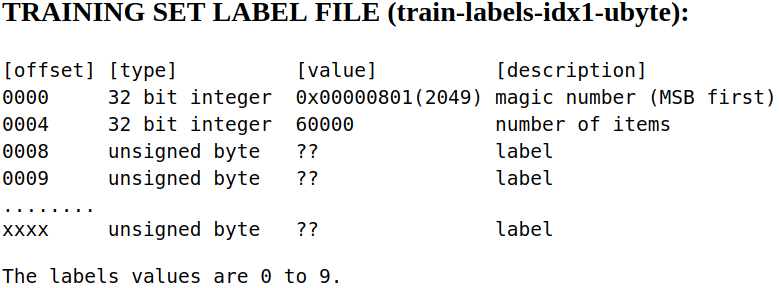 TRAINING SET LABEL FILE (train-labels-idx1-ubyte):
[offset] [type]          [value]          [description]
0000     32 bit integer  0x00000801(2049) magic number (MSB first)
0004     32 bit integer  60000            number of items
0008     unsigned byte   ??               label
0009     unsigned byte   ??               label
........
xxxx     unsigned byte   ??               label
The labels values are 0 to 9.